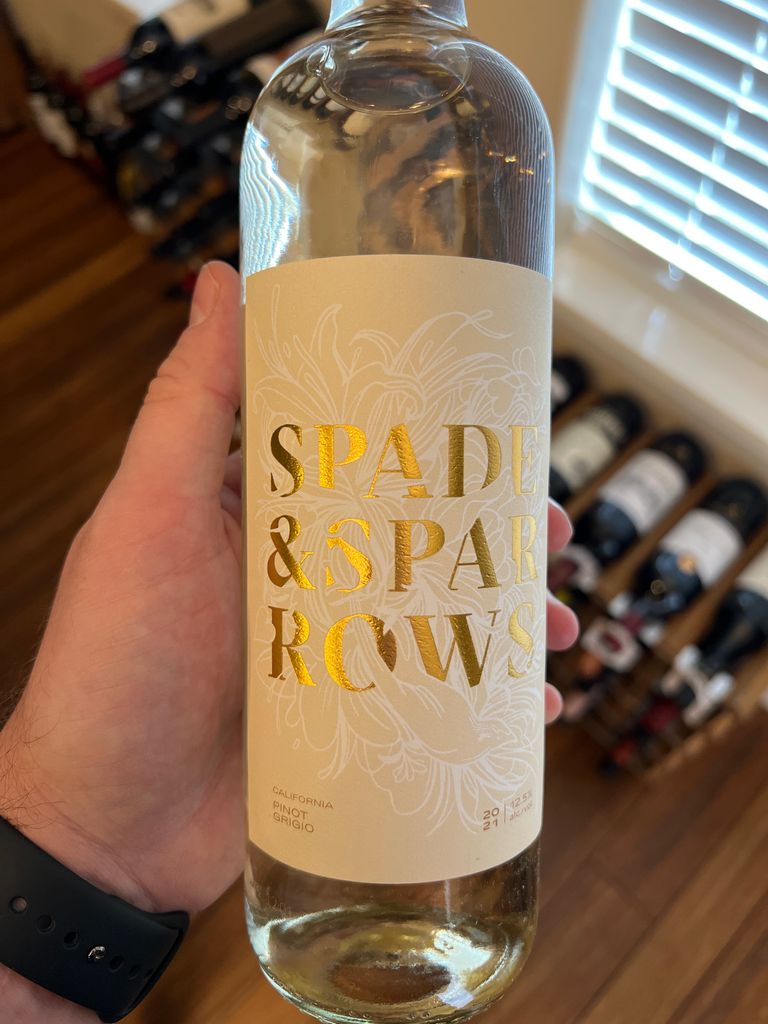 SPADE
& SPAR
ROWS
CALIFORNIA
PINOT
GRIGIO
20
21
12.5%
alc./vol.